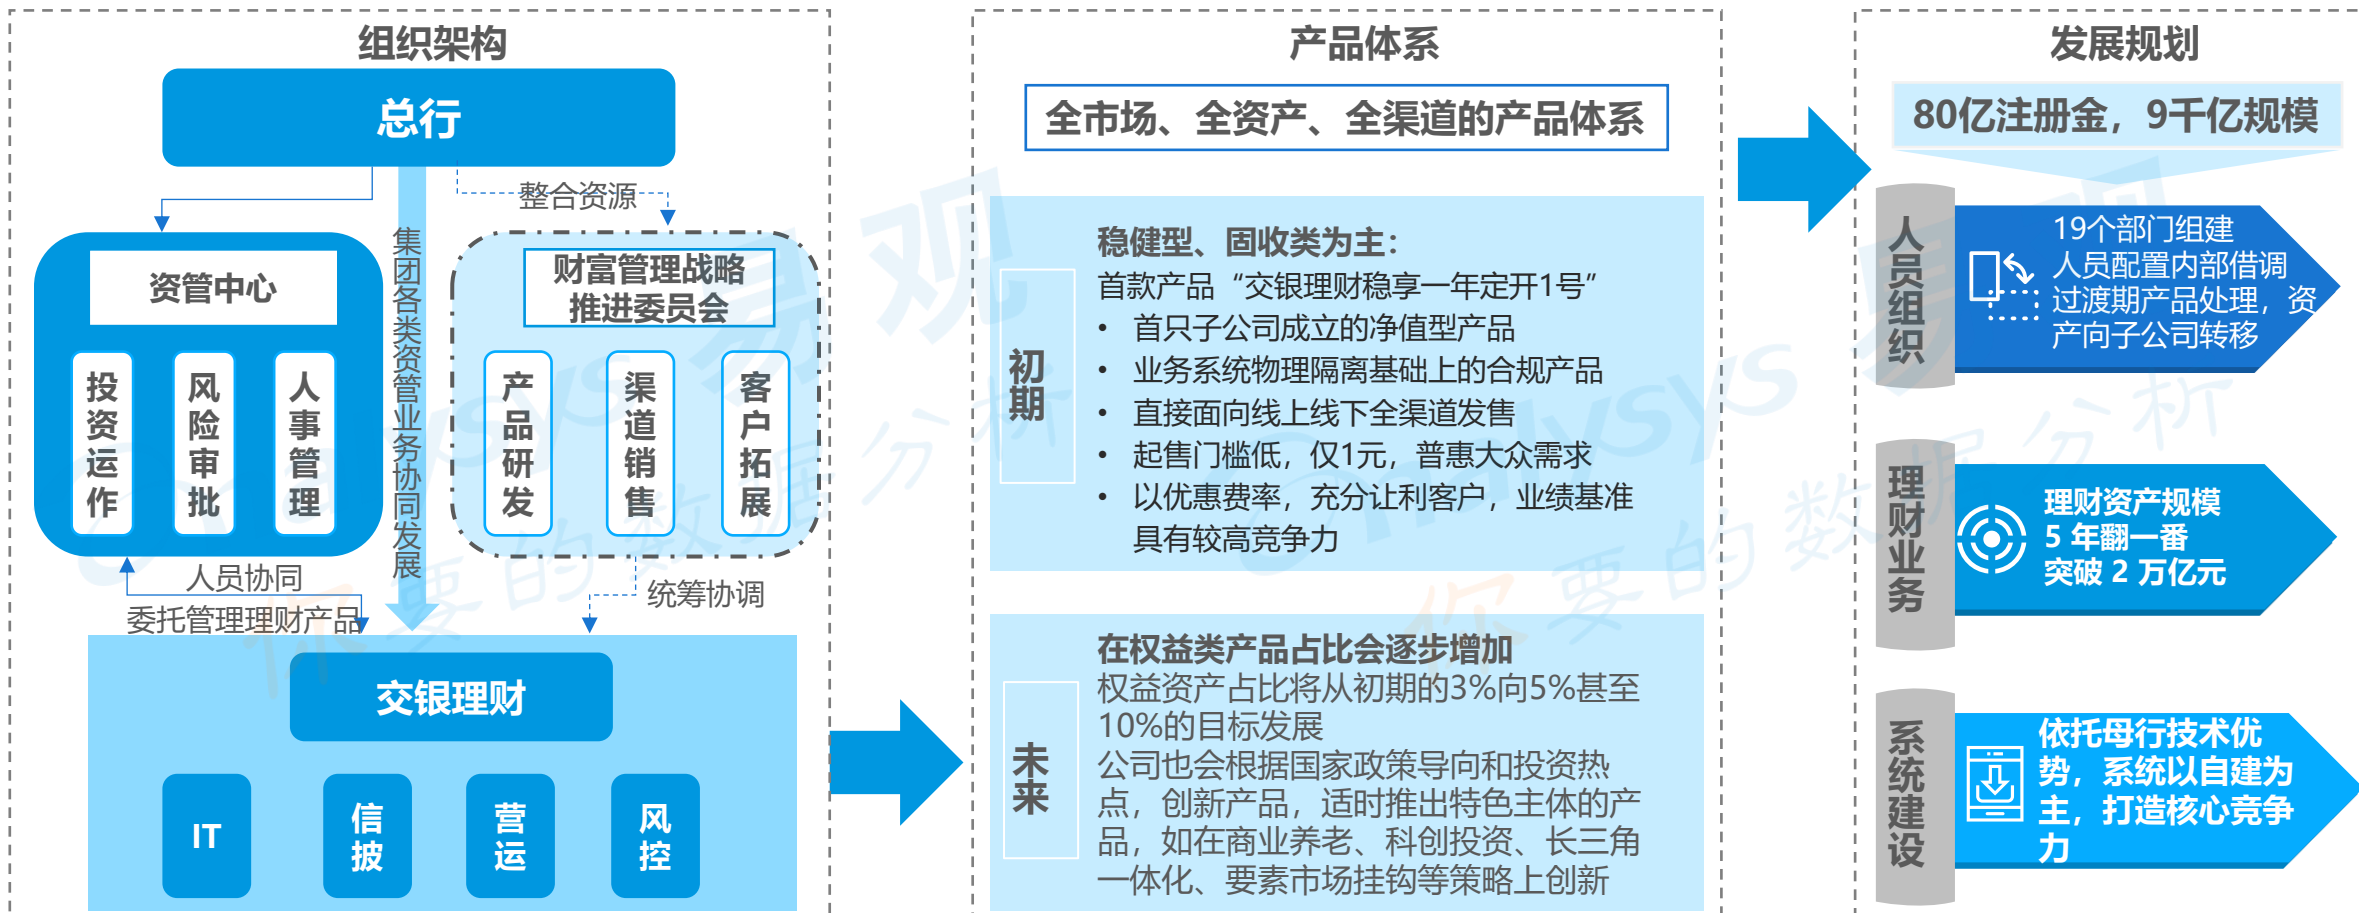 组织架构
总行
整合资源
集团各类资管业务协同发展
资管中心
投资运作
风险审批
人事管理
财富管理战略
推进委员会
产品研发
渠道销售
客户拓展
人员协同
委托管理理财产品
统筹协调
交银理财
IT
信披
营运
风控
产品体系
全市场、全资产、全渠道的产品体系
初期
稳健型、固收类为主：
首款产品“交银理财稳享一年定开1号”
• 首只子公司成立的净值型产品
• 业务系统物理隔离基础上的合规产品
• 直接面向线上线下全渠道发售
• 起售门槛低，仅1元，普惠大众需求
• 以优惠费率，充分让利客户，业绩基准
具有较高竞争力
未来
在权益类产品占比会逐步增加
权益资产占比将从初期的3%向5%甚至
10%的目标发展
公司也会根据国家政策导向和投资热
点，创新产品，适时推出特色主体的产
品，如在商业养老、科创投资、长三角
一体化、要素市场挂钩等策略上创新
发展规划
80亿注册金，9千亿规模
人员组织
19个部门组建
人员配置内部借调
过渡期产品处理，资
产向子公司转移
理财业务
理财资产规模
5 年翻一番
突破 2 万亿元
系统建设
依托母行技术优
势，系统以自建为
主，打造核心竞争
力
analysys 易观
你要的数据分析
analysys 易观
你要的数据分析